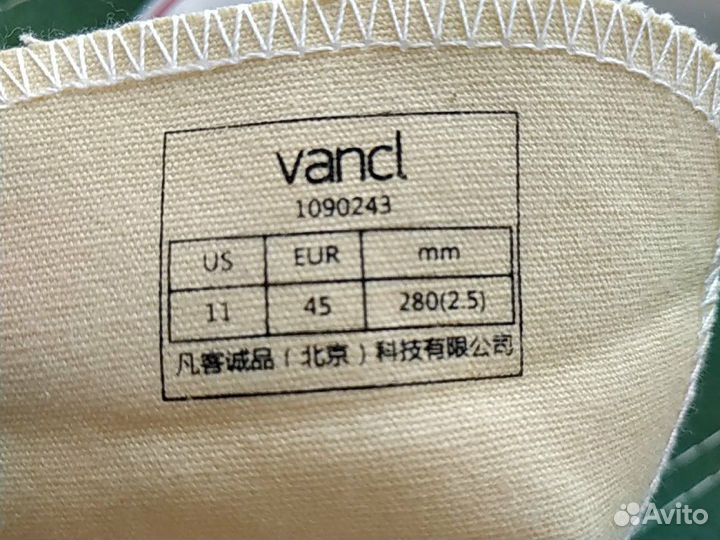 vancl
1090243
US EUR mm
11 45 280(2.5)
凡客诚品（北京）科技有限公司
Avito